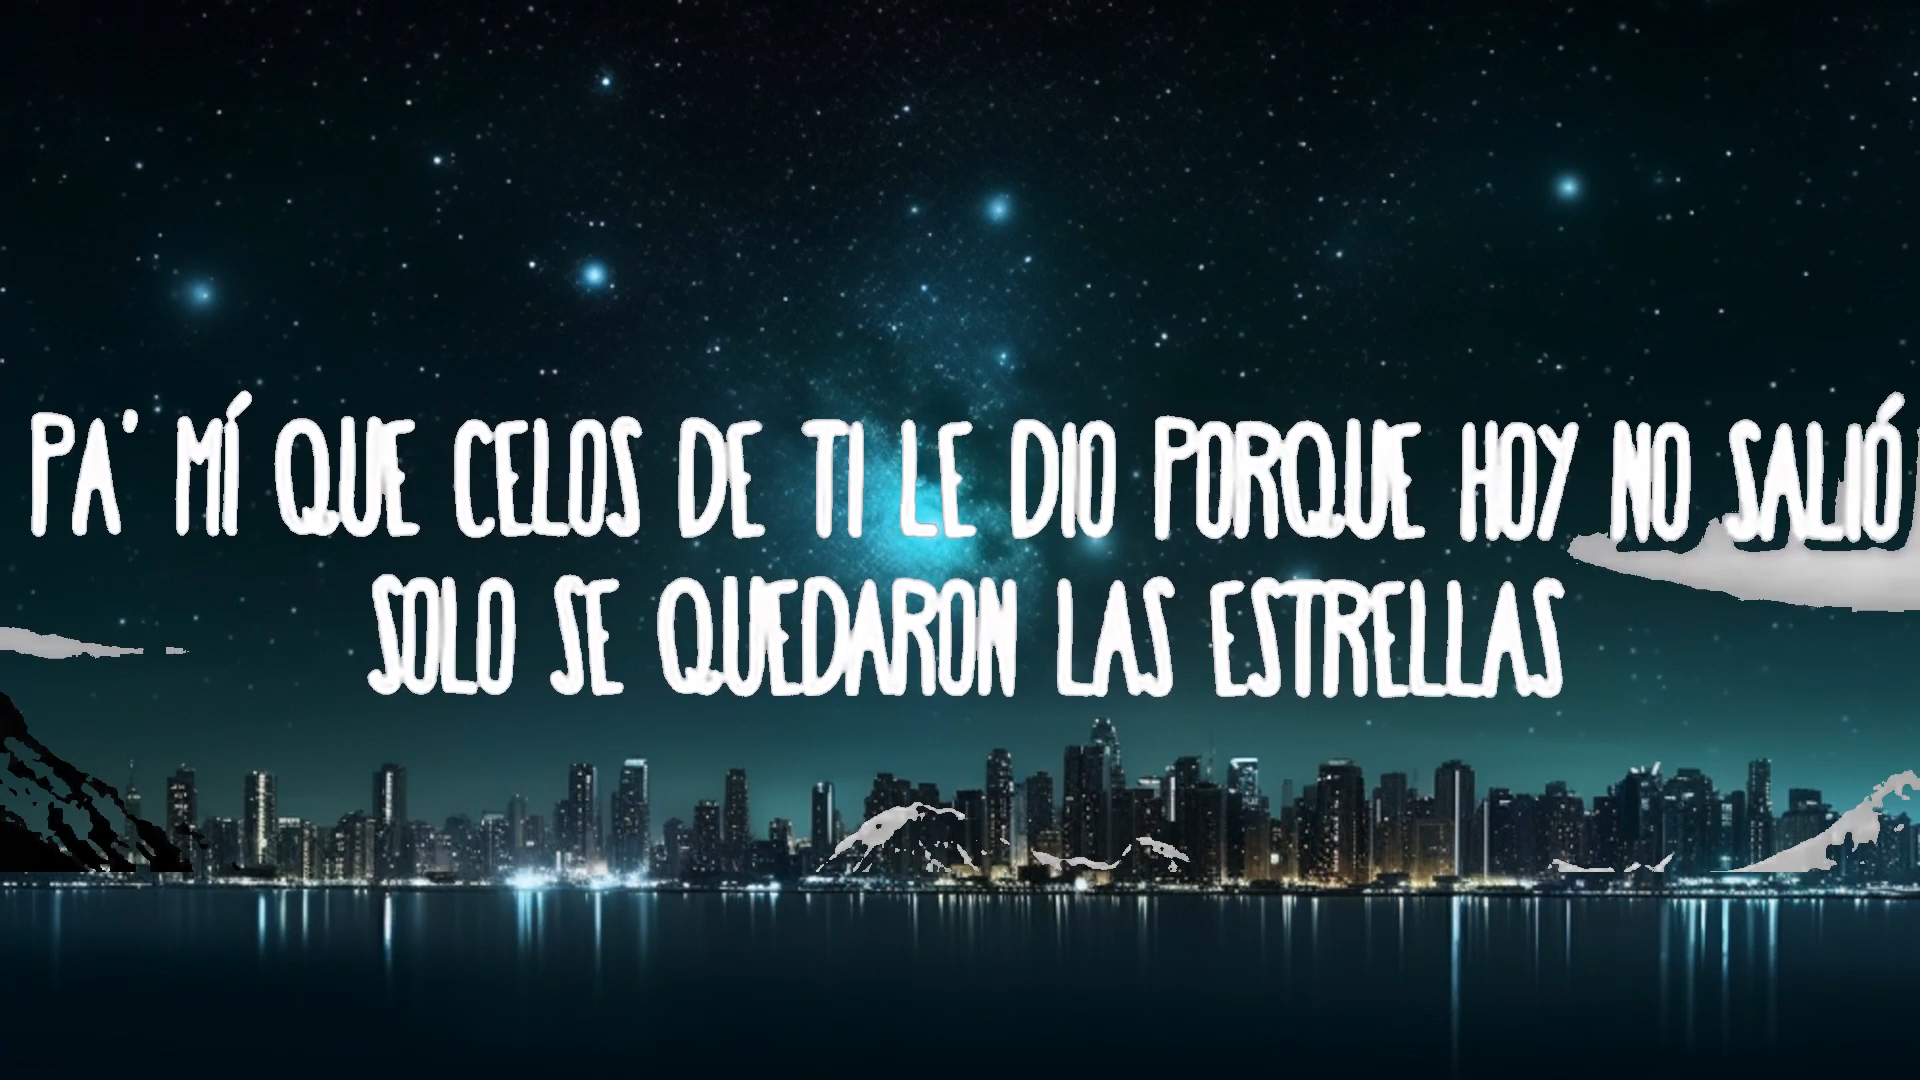 PA' MÍ QUE CELOS DE TI LE DIO PORQUE HOY NO SALIÓ
SOLO SE QUEDARON LAS ESTRELLAS